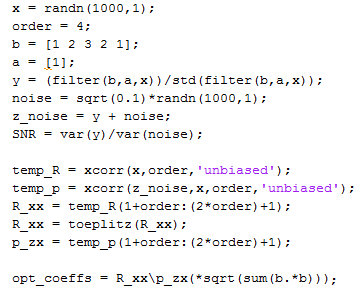 x = randn(1000,1);
order = 4;
b = [1 2 3 2 1];
a = [1];
y = (filter(b,a,x))/std(filter(b,a,x));
noise = sqrt(0.1)*randn(1000,1);
z_noise = y + noise;
SNR = var(y)/var(noise);
temp_R = xcorr(x,order,'unbiased');
temp_p = xcorr(z_noise,x,order,'unbiased');
R_xx = temp_R(1+order:(2*order)+1);
R_xx = toeplitz(R_xx);
p_zx = temp_p(1+order:(2*order)+1);
opt_coeffs = R_xx\p_zx(*sqrt(sum(b.*b)));